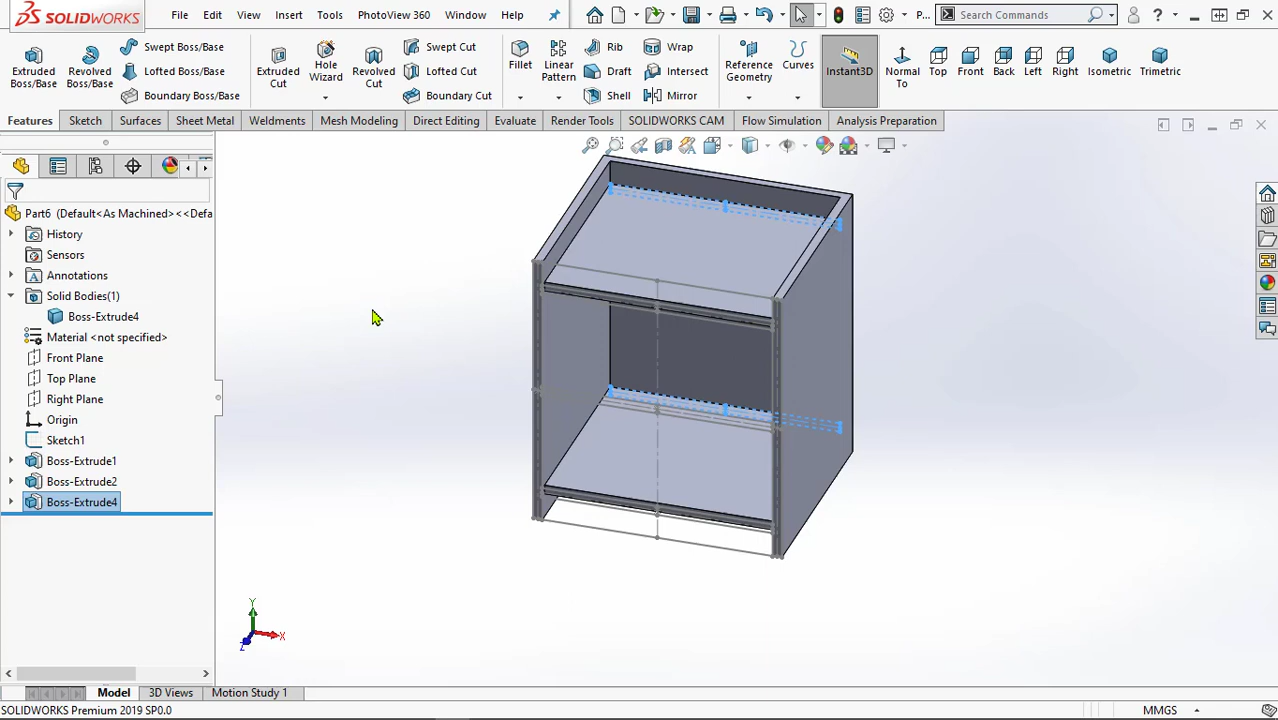 SOLIDWORKS File Edit View Insert Tools PhotoView 360 Window Help P... Search Commands ?
Extruded Boss/Base
Revolved Boss/Base
Swept Boss/Base
Lofted Boss/Base
Boundary Boss/Base
Extruded Cut
Hole Wizard
Revolved Cut
Swept Cut
Lofted Cut
Boundary Cut
Fillet
Linear Pattern
Rib
Draft
Shell
Wrap
Intersect
Mirror
Reference Geometry
Curves
Instant3D
Normal To
Top
Front
Back
Left
Right
Isometric
Trimetric
Features Sketch Surfaces Sheet Metal Weldments Mesh Modeling Direct Editing Evaluate Render Tools SOLIDWORKS CAM Flow Simulation Analysis Preparation
Part6 (Default<As Machined><<Defa
History
Sensors
Annotations
Solid Bodies(1)
Boss-Extrude4
Material <not specified>
Front Plane
Top Plane
Right Plane
Origin
Sketch1
Boss-Extrude1
Boss-Extrude2
Boss-Extrude4
Y
X
Z
Model 3D Views Motion Study 1
SOLIDWORKS Premium 2019 SP0.0 MMGS